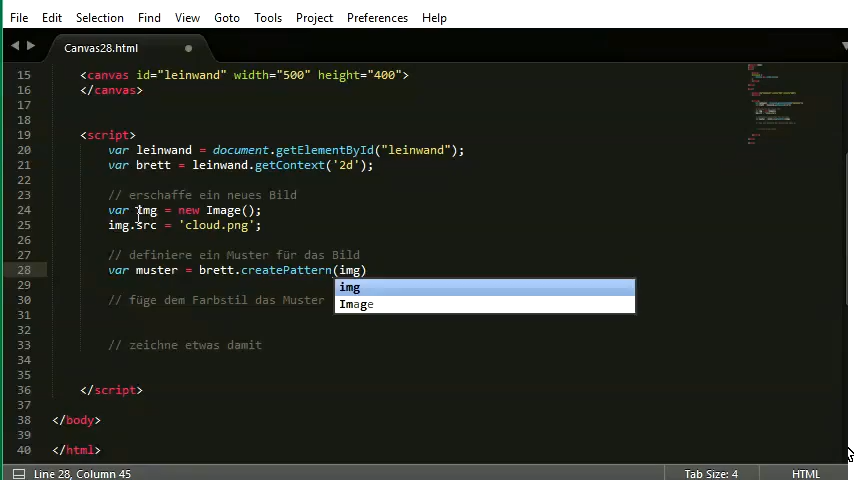 File Edit Selection Find View Goto Tools Project Preferences Help
Canvas28.html
15 <canvas id="leinwand" width="500" height="400">
16 </canvas>
17
18
19 <script>
20 var leinwand = document.getElementById("leinwand");
21 var brett = leinwand.getContext('2d');
22
23 // erschaffe ein neues Bild
24 var img = new Image();
25 img.src = 'cloud.png';
26
27 // definiere ein Muster für das Bild
28 var muster = brett.createPattern(img)
29 img
30 // füge dem Farbstil das Muster Image
31
32
33 // zeichne etwas damit
34
35
36 </script>
37
38 </body>
39
40 </html>
Line 28, Column 45 Tab Size: 4 HTML